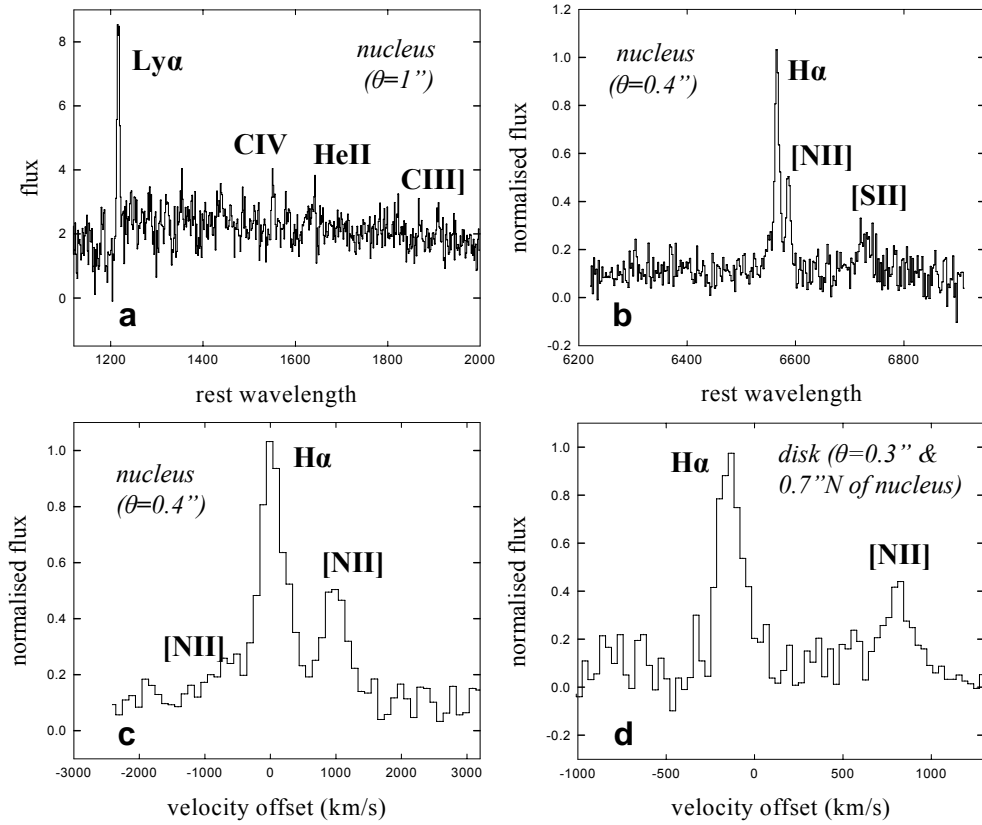 8
6
4
2
0
flux
Lyα
nucleus
(θ=1”)
CIV
HeII
CIII]
a
1200 1400 1600 1800 2000
rest wavelength
1.2
1.0
0.8
0.6
0.4
0.2
0.0
-0.2
normalised flux
nucleus
(θ=0.4”)
Hα
[NII]
[SII]
b
6200 6400 6600 6800
rest wavelength
1.0
0.8
0.6
0.4
0.2
0.0
normalised flux
nucleus
(θ=0.4”)
Hα
[NII]
[NII]
c
-3000 -2000 -1000 0 1000 2000 3000
velocity offset (km/s)
1.0
0.8
0.6
0.4
0.2
0.0
-0.2
normalised flux
Hα
disk (θ=0.3” &
0.7”N of nucleus)
[NII]
d
-1000 -500 0 500 1000
velocity offset (km/s)